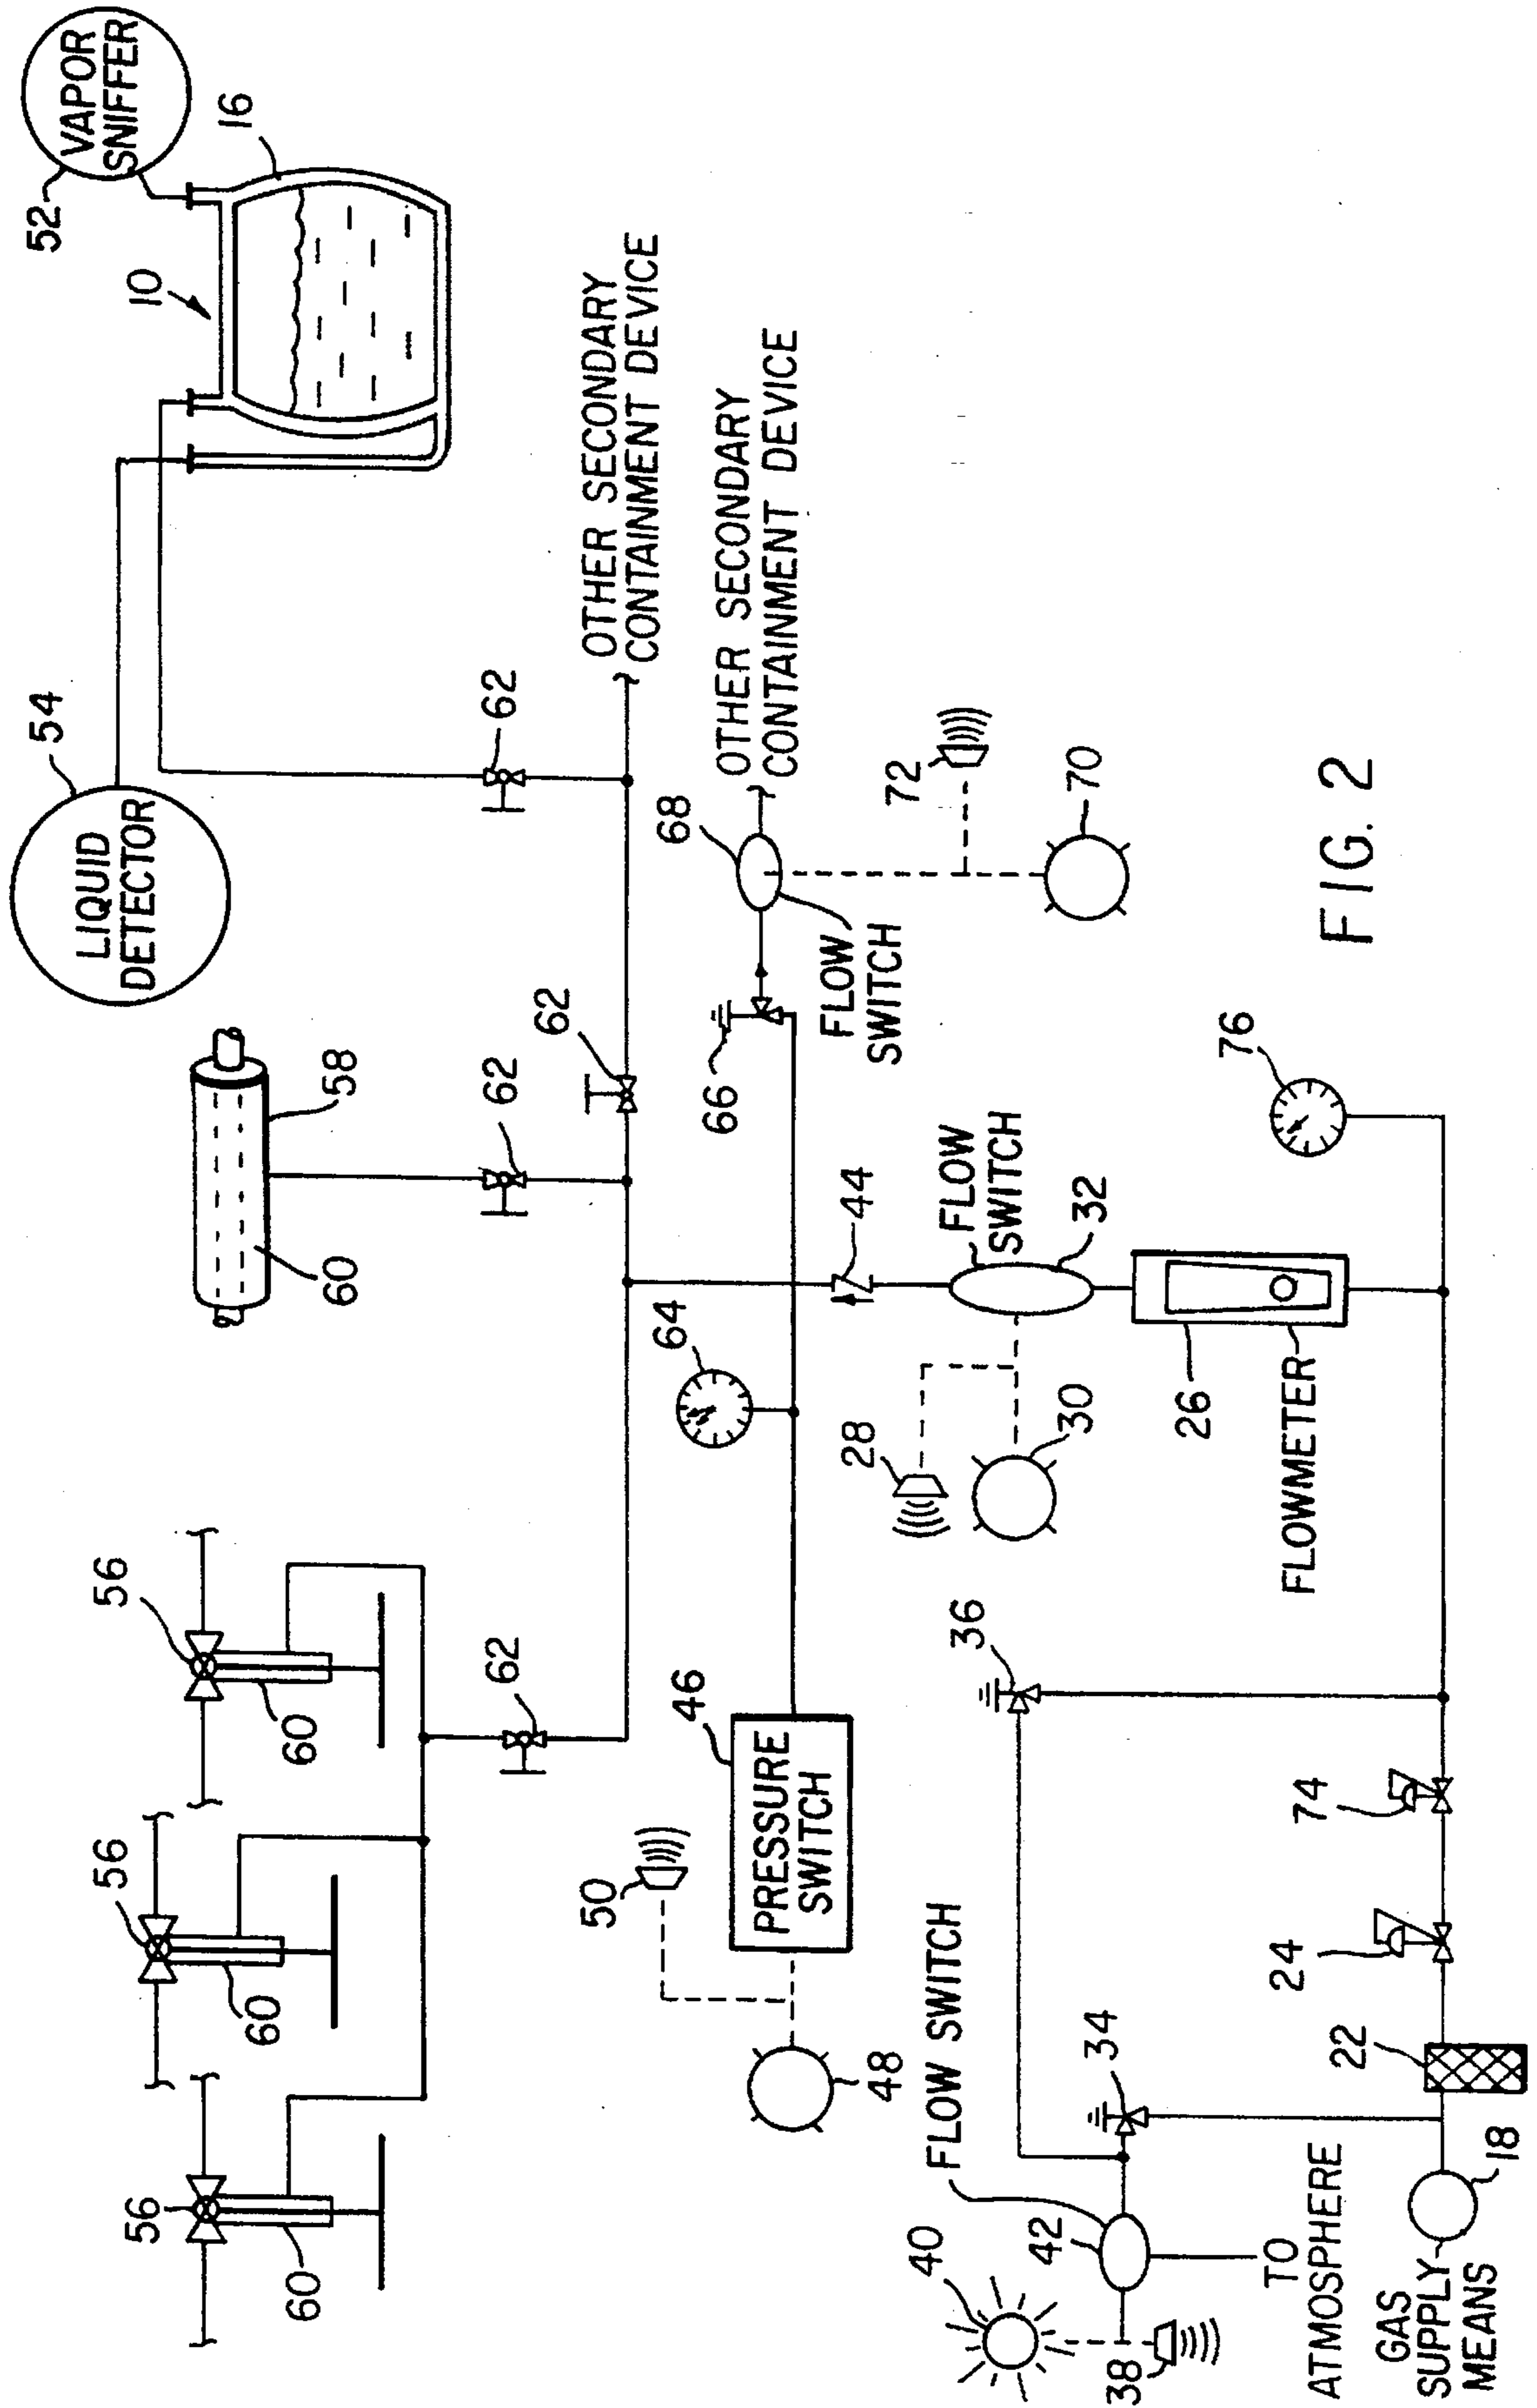 54
52
LIQUID
DETECTOR
VAPOR
SNIFFER
56
56
56
10
16
60
60
60
60
58
62
62
62
62
OTHER SECONDARY
CONTAINMENT DEVICE
50
64
46
68
66
OTHER SECONDARY
CONTAINMENT DEVICE
PRESSURE
SWITCH
FLOW
SWITCH
48
28
44
72
40
FLOW SWITCH
36
FLOW
SWITCH
42
30
32
70
38
34
26
76
TO
ATMOSPHERE
24
74
FLOWMETER
22
FIG. 2
GAS
SUPPLY
MEANS
18